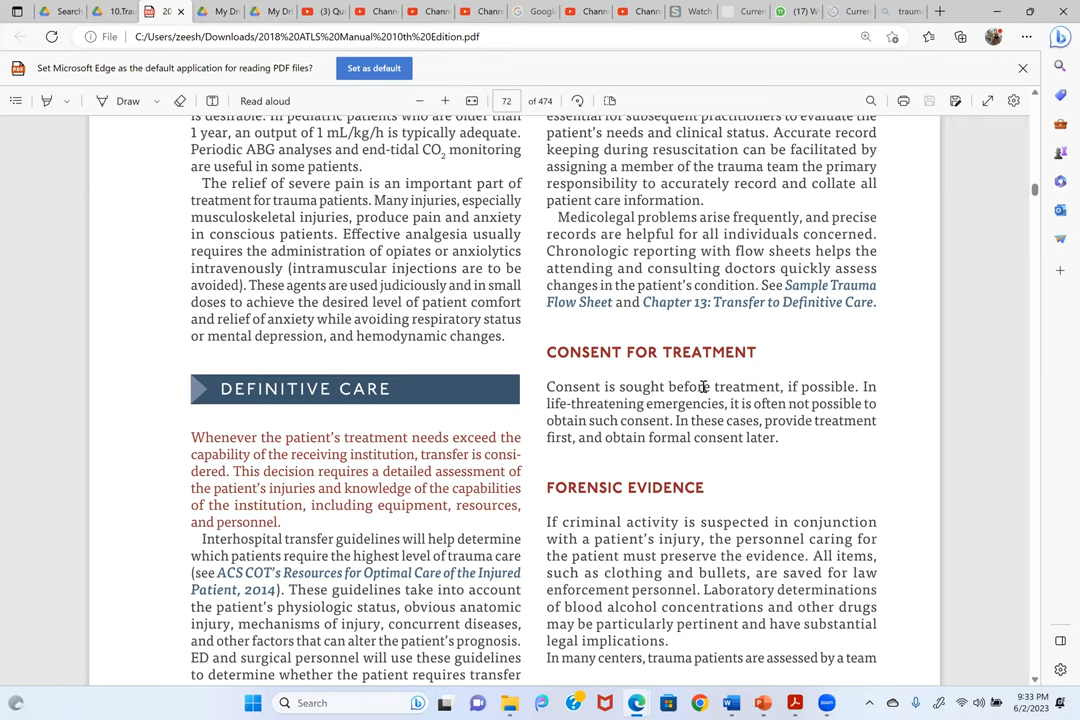 Search
10.Trau
20
My Dr
My Dri
(3) Qu
Chann
Chann
Chann
Google
Chann
Chann
Watch
Curren
(17) W
Curren
traum
File
C:/Users/zeesh/Downloads/2018%20ATLS%20Manual%2010th%20Edition.pdf
Set Microsoft Edge as the default application for reading PDF files?
Set as default
Draw
Read aloud
72
of 474
is desirable. In pediatric patients who are older than
1 year, an output of 1 mL/kg/h is typically adequate.
Periodic ABG analyses and end-tidal CO2 monitoring
are useful in some patients.
The relief of severe pain is an important part of
treatment for trauma patients. Many injuries, especially
musculoskeletal injuries, produce pain and anxiety
in conscious patients. Effective analgesia usually
requires the administration of opiates or anxiolytics
intravenously (intramuscular injections are to be
avoided). These agents are used judiciously and in small
doses to achieve the desired level of patient comfort
and relief of anxiety while avoiding respiratory status
or mental depression, and hemodynamic changes.
DEFINITIVE CARE
Whenever the patient's treatment needs exceed the
capability of the receiving institution, transfer is consi-
dered. This decision requires a detailed assessment of
the patient's injuries and knowledge of the capabilities
of the institution, including equipment, resources,
and personnel.
Interhospital transfer guidelines will help determine
which patients require the highest level of trauma care
(see ACS COT's Resources for Optimal Care of the Injured
Patient, 2014). These guidelines take into account
the patient's physiologic status, obvious anatomic
injury, mechanisms of injury, concurrent diseases,
and other factors that can alter the patient's prognosis.
ED and surgical personnel will use these guidelines
to determine whether the patient requires transfer
essential for subsequent practitioners to evaluate the
patient's needs and clinical status. Accurate record
keeping during resuscitation can be facilitated by
assigning a member of the trauma team the primary
responsibility to accurately record and collate all
patient care information.
Medicolegal problems arise frequently, and precise
records are helpful for all individuals concerned.
Chronologic reporting with flow sheets helps the
attending and consulting doctors quickly assess
changes in the patient's condition. See Sample Trauma
Flow Sheet and Chapter 13: Transfer to Definitive Care.
CONSENT FOR TREATMENT
Consent is sought before treatment, if possible. In
life-threatening emergencies, it is often not possible to
obtain such consent. In these cases, provide treatment
first, and obtain formal consent later.
FORENSIC EVIDENCE
If criminal activity is suspected in conjunction
with a patient's injury, the personnel caring for
the patient must preserve the evidence. All items,
such as clothing and bullets, are saved for law
enforcement personnel. Laboratory determinations
of blood alcohol concentrations and other drugs
may be particularly pertinent and have substantial
legal implications.
In many centers, trauma patients are assessed by a team
Search
9:33 PM
6/2/2023